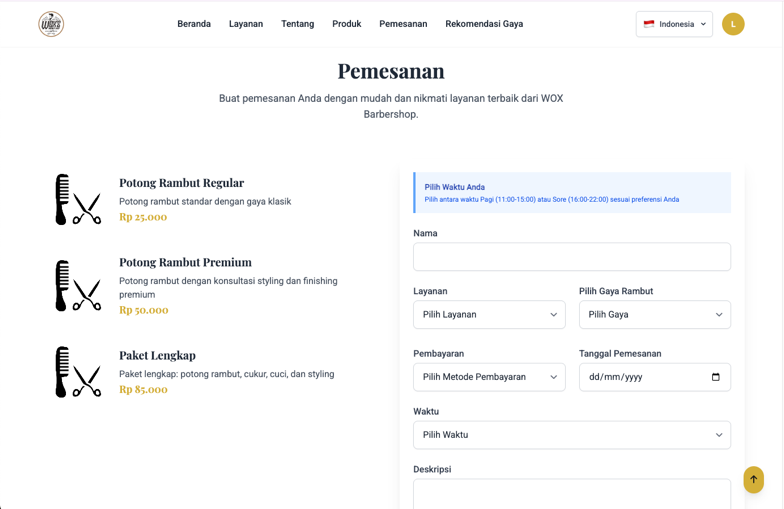 WOX'S
Beranda
Layanan
Tentang
Produk
Pemesanan
Rekomendasi Gaya
Indonesia
L
Pemesanan
Buat pemesanan Anda dengan mudah dan nikmati layanan terbaik dari WOX
Barbershop.
Potong Rambut Regular
Potong rambut standar dengan gaya klasik
Rp 25.000
Potong Rambut Premium
Potong rambut dengan konsultasi styling dan finishing
premium
Rp 50.000
Paket Lengkap
Paket lengkap: potong rambut, cukur, cuci, dan styling
Rp 85.000
Pilih Waktu Anda
Pilih antara waktu Pagi (11:00-15:00) atau Sore (16:00-22:00) sesuai preferensi Anda
Nama
Layanan
Pilih Layanan
Pilih Gaya Rambut
Pilih Gaya
Pembayaran
Pilih Metode Pembayaran
Tanggal Pemesanan
dd/mm/yyyy
Waktu
Pilih Waktu
Deskripsi